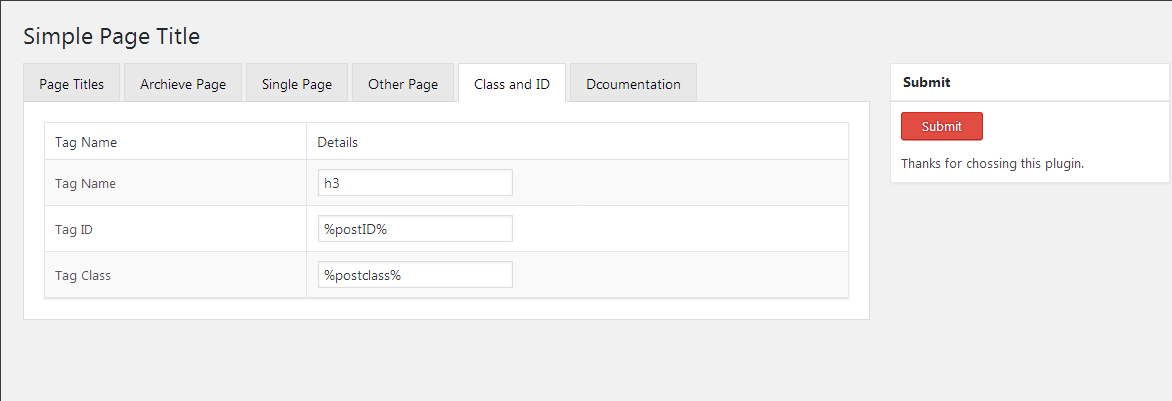 Simple Page Title
Page Titles Archieve Page Single Page Other Page Class and ID Dcoumentation
Tag Name Details
Tag Name h3
Tag ID %postID%
Tag Class %postclass%
Submit
Submit
Thanks for chossing this plugin.